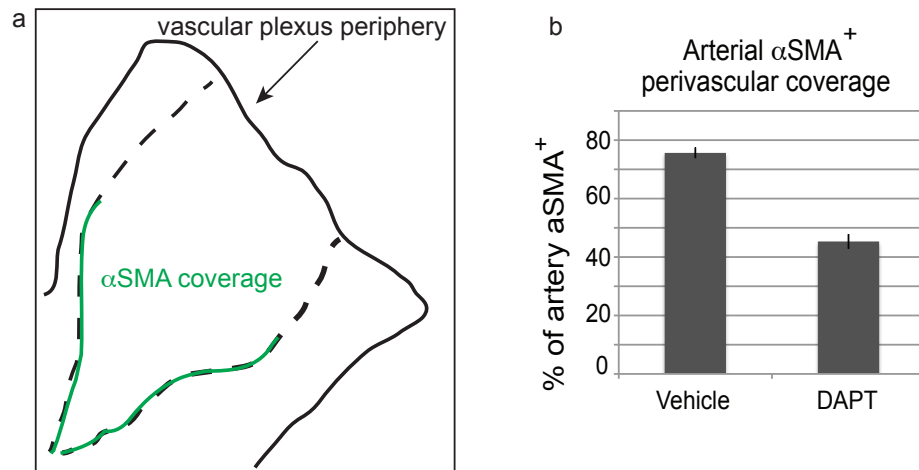 a
vascular plexus periphery
αSMA coverage
b
Arterial αSMA⁺
perivascular coverage
% of artery aSMA⁺
80
60
40
20
0
Vehicle
DAPT